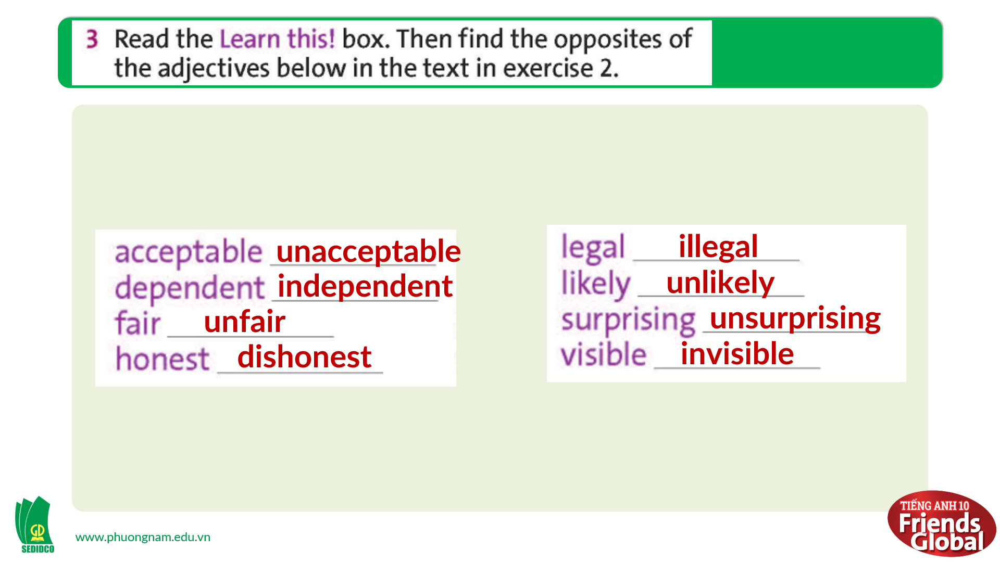 3 Read the Learn this! box. Then find the opposites of
the adjectives below in the text in exercise 2.
acceptable unacceptable
dependent independent
fair unfair
honest dishonest
legal illegal
likely unlikely
surprising unsurprising
visible invisible
GD
SEDIDCO
www.phuongnam.edu.vn
TIẾNG ANH 10
Friends
Global